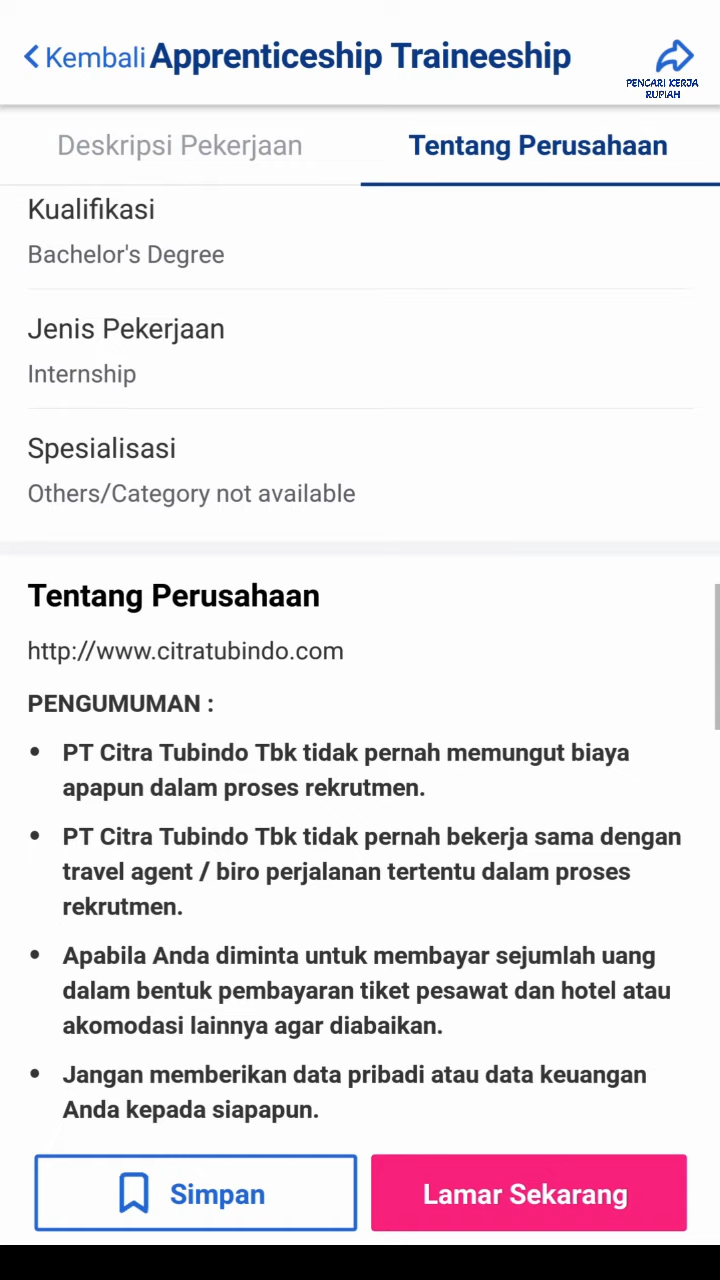 Kembali Apprenticeship Traineeship
PENCARI KERJA
RUPIAH
Deskripsi Pekerjaan Tentang Perusahaan
Kualifikasi
Bachelor's Degree
Jenis Pekerjaan
Internship
Spesialisasi
Others/Category not available
Tentang Perusahaan
http://www.citratubindo.com
PENGUMUMAN :
• PT Citra Tubindo Tbk tidak pernah memungut biaya
apapun dalam proses rekrutmen.
• PT Citra Tubindo Tbk tidak pernah bekerja sama dengan
travel agent / biro perjalanan tertentu dalam proses
rekrutmen.
• Apabila Anda diminta untuk membayar sejumlah uang
dalam bentuk pembayaran tiket pesawat dan hotel atau
akomodasi lainnya agar diabaikan.
• Jangan memberikan data pribadi atau data keuangan
Anda kepada siapapun.
Simpan Lamar Sekarang